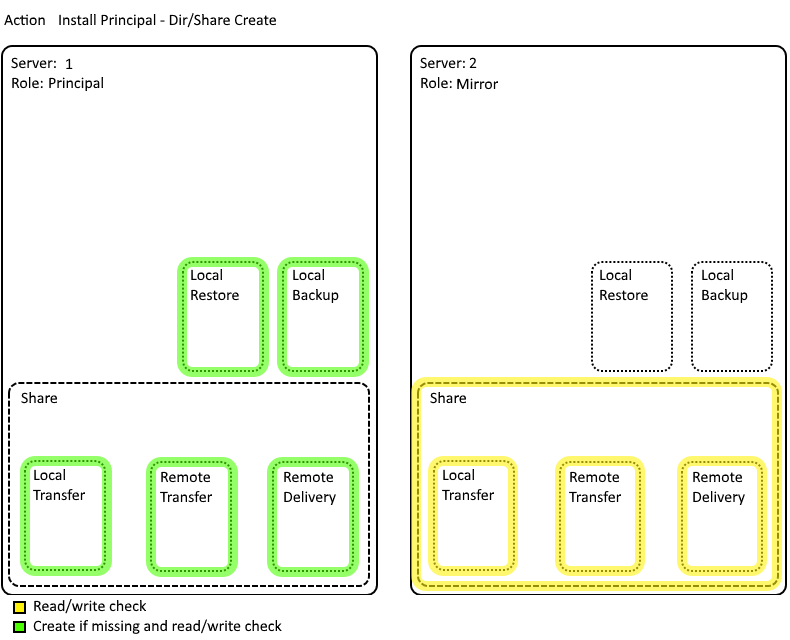 Action Install Principal - Dir/Share Create
Server: 1
Role: Principal
Local
Restore
Local
Backup
Share
Local
Transfer
Remote
Transfer
Remote
Delivery
Server: 2
Role: Mirror
Local
Restore
Local
Backup
Share
Local
Transfer
Remote
Transfer
Remote
Delivery
Read/write check
Create if missing and read/write check